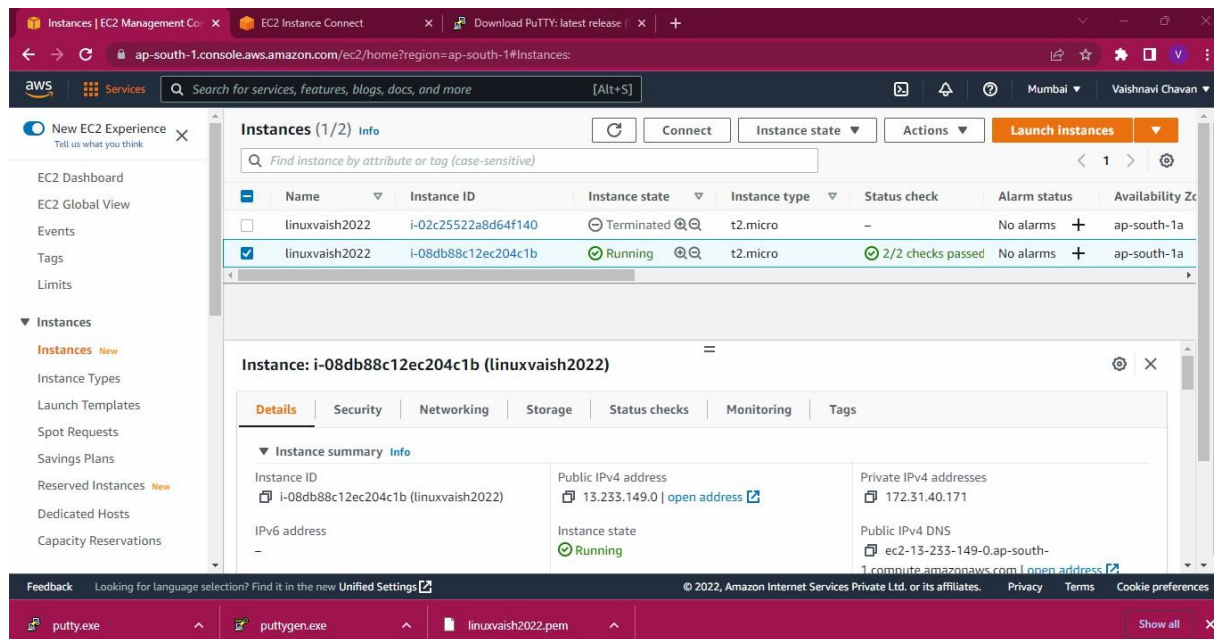 Instances | EC2 Management Co
EC2 Instance Connect
Download PuTTY: latest release (
ap-south-1.console.aws.amazon.com/ec2/home?region=ap-south-1#Instances:
V
aws Services Search for services, features, blogs, docs, and more [Alt+S] Mumbai Vaishnavi Chavan
New EC2 Experience
Tell us what you think
EC2 Dashboard
EC2 Global View
Events
Tags
Limits
Instances
Instances New
Instance Types
Launch Templates
Spot Requests
Savings Plans
Reserved Instances New
Dedicated Hosts
Capacity Reservations
Instances (1/2) Info Connect Instance state Actions Launch instances
Find instance by attribute or tag (case-sensitive) 1
Name Instance ID Instance state Instance type Status check Alarm status Availability Zo
linuxvaish2022 i-02c25522a8d64f140 Terminated t2.micro – No alarms + ap-south-1a
linuxvaish2022 i-08db88c12ec204c1b Running t2.micro 2/2 checks passed No alarms + ap-south-1a
Instance: i-08db88c12ec204c1b (linuxvaish2022)
Details Security Networking Storage Status checks Monitoring Tags
Instance summary Info
Instance ID Public IPv4 address Private IPv4 addresses
i-08db88c12ec204c1b (linuxvaish2022) 13.233.149.0 | open address 172.31.40.171
IPv6 address Instance state Public IPv4 DNS
– Running ec2-13-233-149-0.ap-south-
1.compute.amazonaws.com | open address
Feedback Looking for language selection? Find it in the new Unified Settings © 2022, Amazon Internet Services Private Ltd. or its affiliates. Privacy Terms Cookie preferences
putty.exe puttygen.exe linuxvaish2022.pem Show all